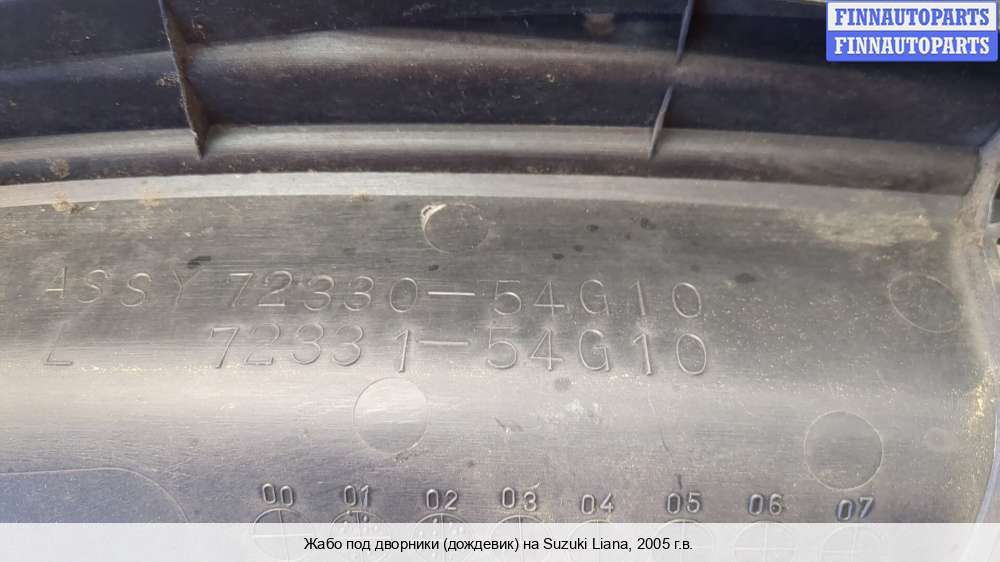 FINNAUTOPARTS
FINNAUTOPARTS
ASSY 72330-54G10
L 72331-54G10
00 01 02 03 04 05 06 07
Жабо под дворники (дождевик) на Suzuki Liana, 2005 г.в.